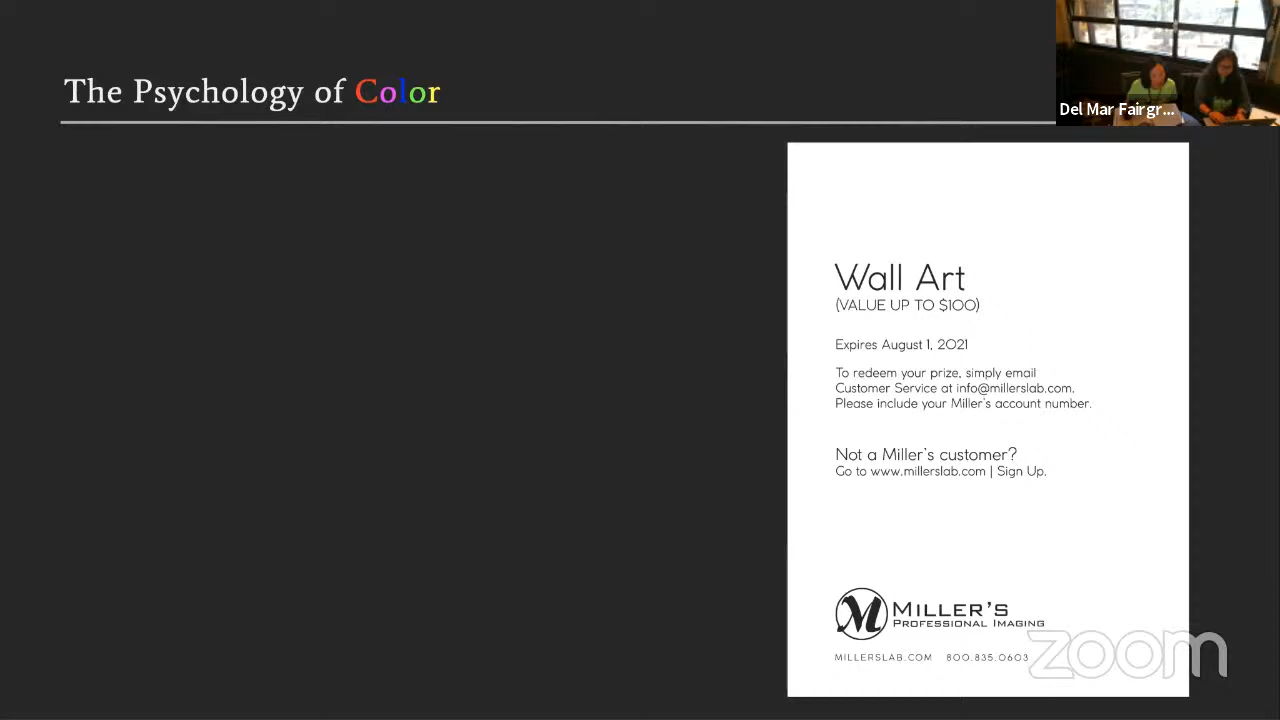 The Psychology of Color
Del Mar Fairgr...
Wall Art
(VALUE UP TO $100)
Expires August 1, 2021
To redeem your prize, simply email
Customer Service at info@millerslab.com.
Please include your Miller's account number.
Not a Miller's customer?
Go to www.millerslab.com | Sign Up.
M
MILLER'S
PROFESSIONAL IMAGING
MILLERSLAB.COM 800.835.0603
zoom